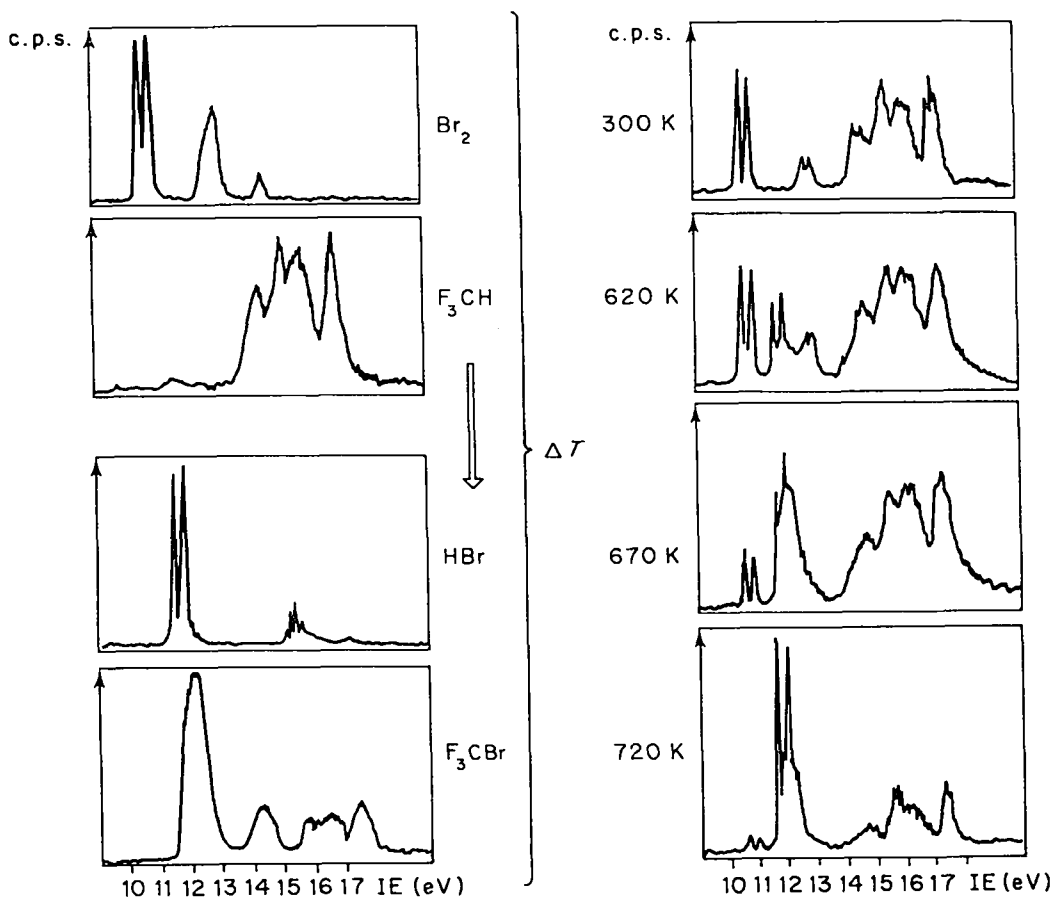 c.p.s.
Br₂
F₃CH
HBr
F₃CBr
10 11 12 13 14 15 16 17 IE (eV)
ΔT
c.p.s.
300 K
620 K
670 K
720 K
10 11 12 13 14 15 16 17 IE (eV)